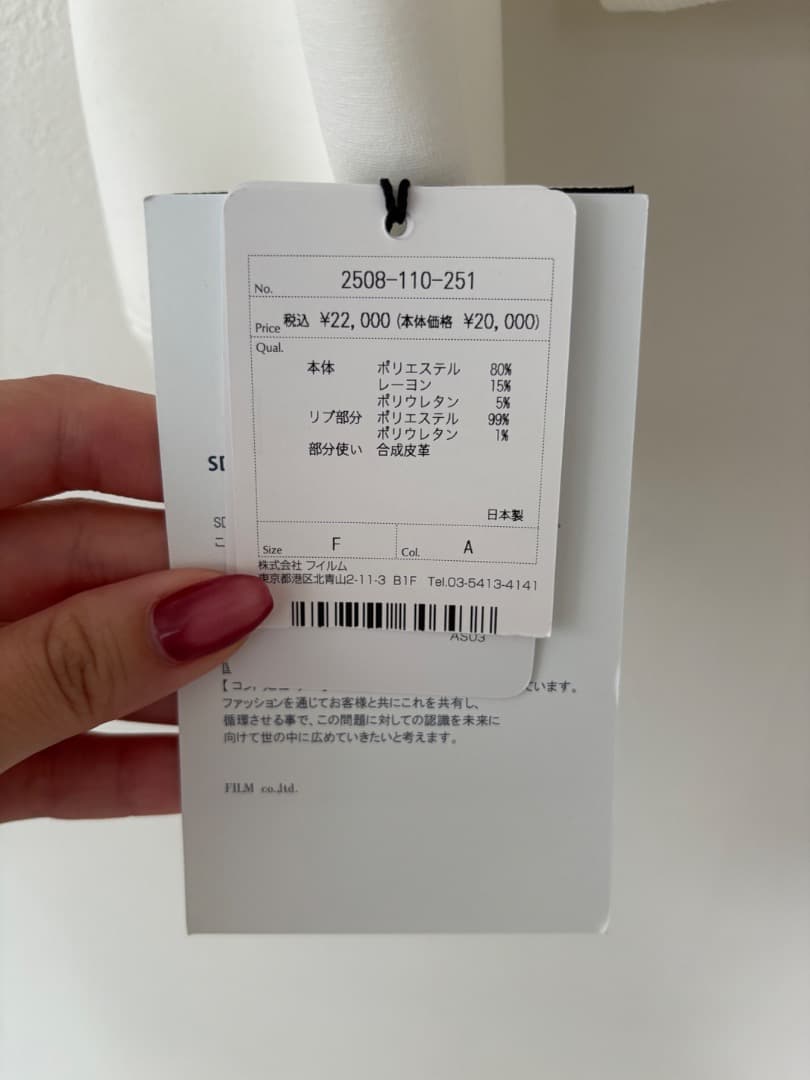 No. 2508-110-251
Price 税込 ¥22,000 (本体価格 ¥20,000)
Qual.
本体 ポリエステル 80%
レーヨン 15%
ポリウレタン 5%
リブ部分 ポリエステル 99%
ポリウレタン 1%
部分使い 合成皮革
日本製
Size F Col. A
株式会社 フイルム
東京都港区北青山2-11-3 B1F Tel.03-5413-4141
AS03
SD
SD
こ
ています。
ファッションを通じてお客様と共にこれを共有し、
循環させる事で、この問題に対しての認識を未来に
向けて世の中に広めていきたいと考えます。
FILM co.,ltd.